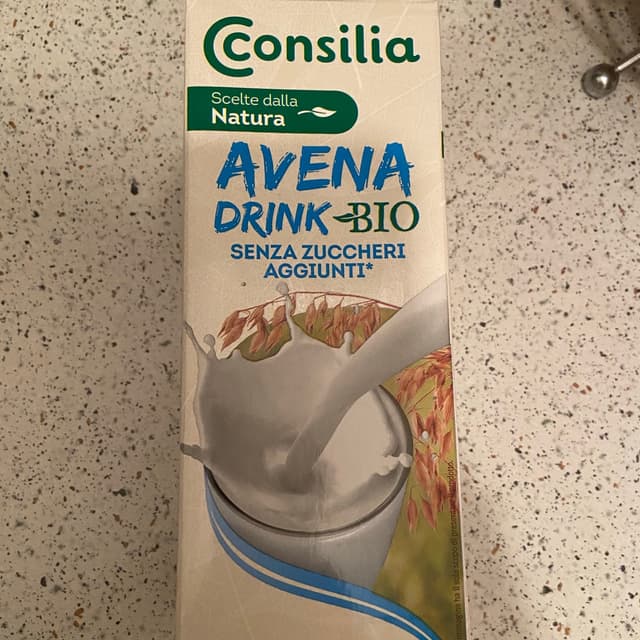 Consilia
Scelte dalla
Natura
AVENA
DRINK BIO
SENZA ZUCCHERI
AGGIUNTI*